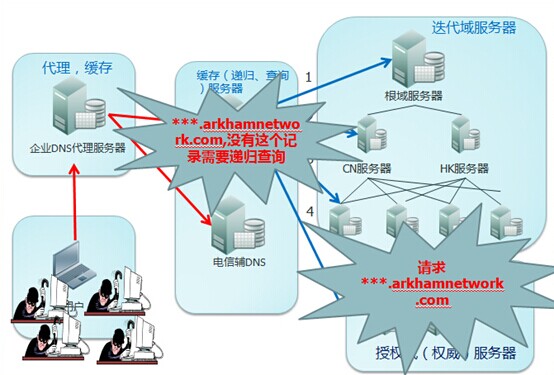 迭代域服务器
代理，缓存
缓存（递归、查询
）服务器
1
根域服务器
***.arkhamnetwo
rk.com,没有这个记
录需要递归查询
企业DNS代理服务器
CN服务器
HK服务器
4
电信辅DNS
请求
***.arkhamnetwork
.com
户
授权
（权威）服务器